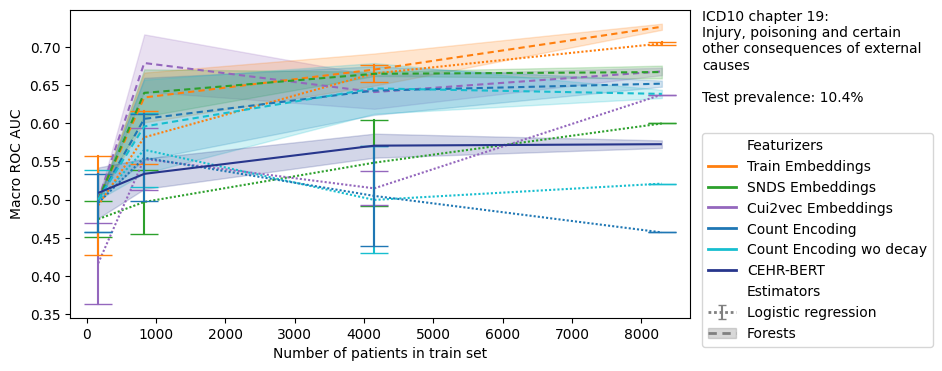 ICD10 chapter 19:
Injury, poisoning and certain
other consequences of external
causes
Test prevalence: 10.4%
Macro ROC AUC
0.70
0.65
0.60
0.55
0.50
0.45
0.40
0.35
0
1000
2000
3000
4000
5000
6000
7000
8000
Number of patients in train set
Featurizers
Train Embeddings
SNDS Embeddings
Cui2vec Embeddings
Count Encoding
Count Encoding wo decay
CEHR-BERT
Estimators
Logistic regression
Forests